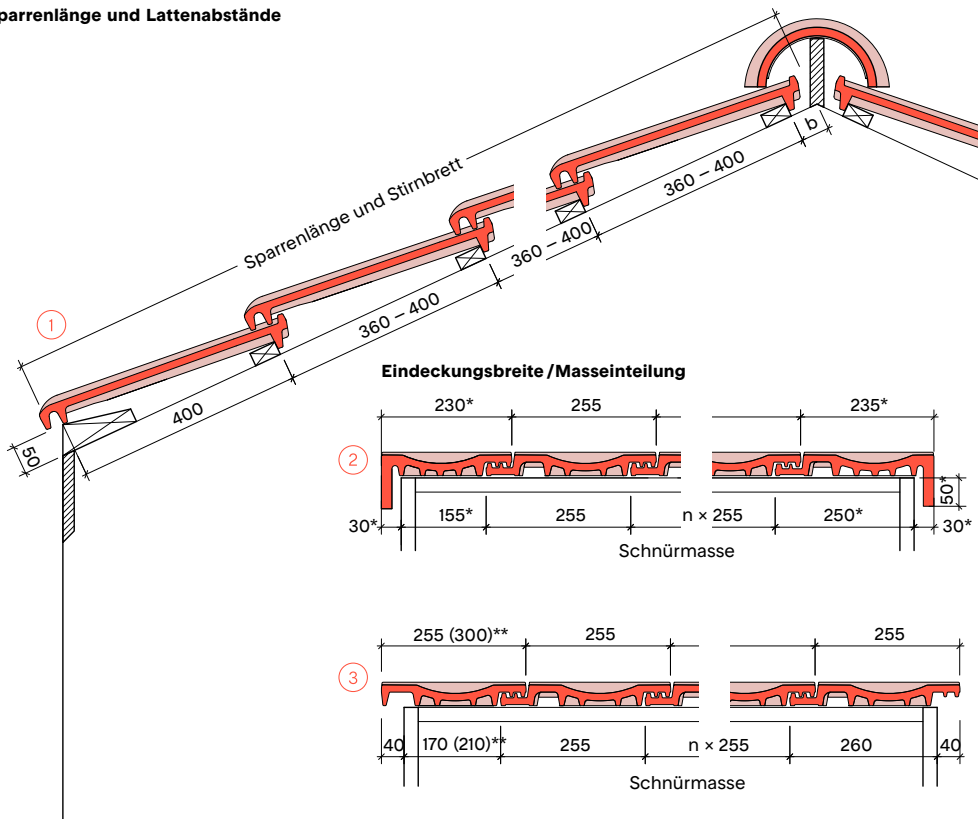 parrenlänge und Lattenabstände
Sparrenlänge und Stirnbrett
b
360 – 400
360 – 400
360 – 400
400
50
1
Eindeckungsbreite/Masseinteilung
230* 255 235*
2
50*
30* 155* 255 n × 255 250* 30*
Schnürmasse
255 (300)** 255 255
3
40 170 (210)** 255 n × 255 260 40
Schnürmasse